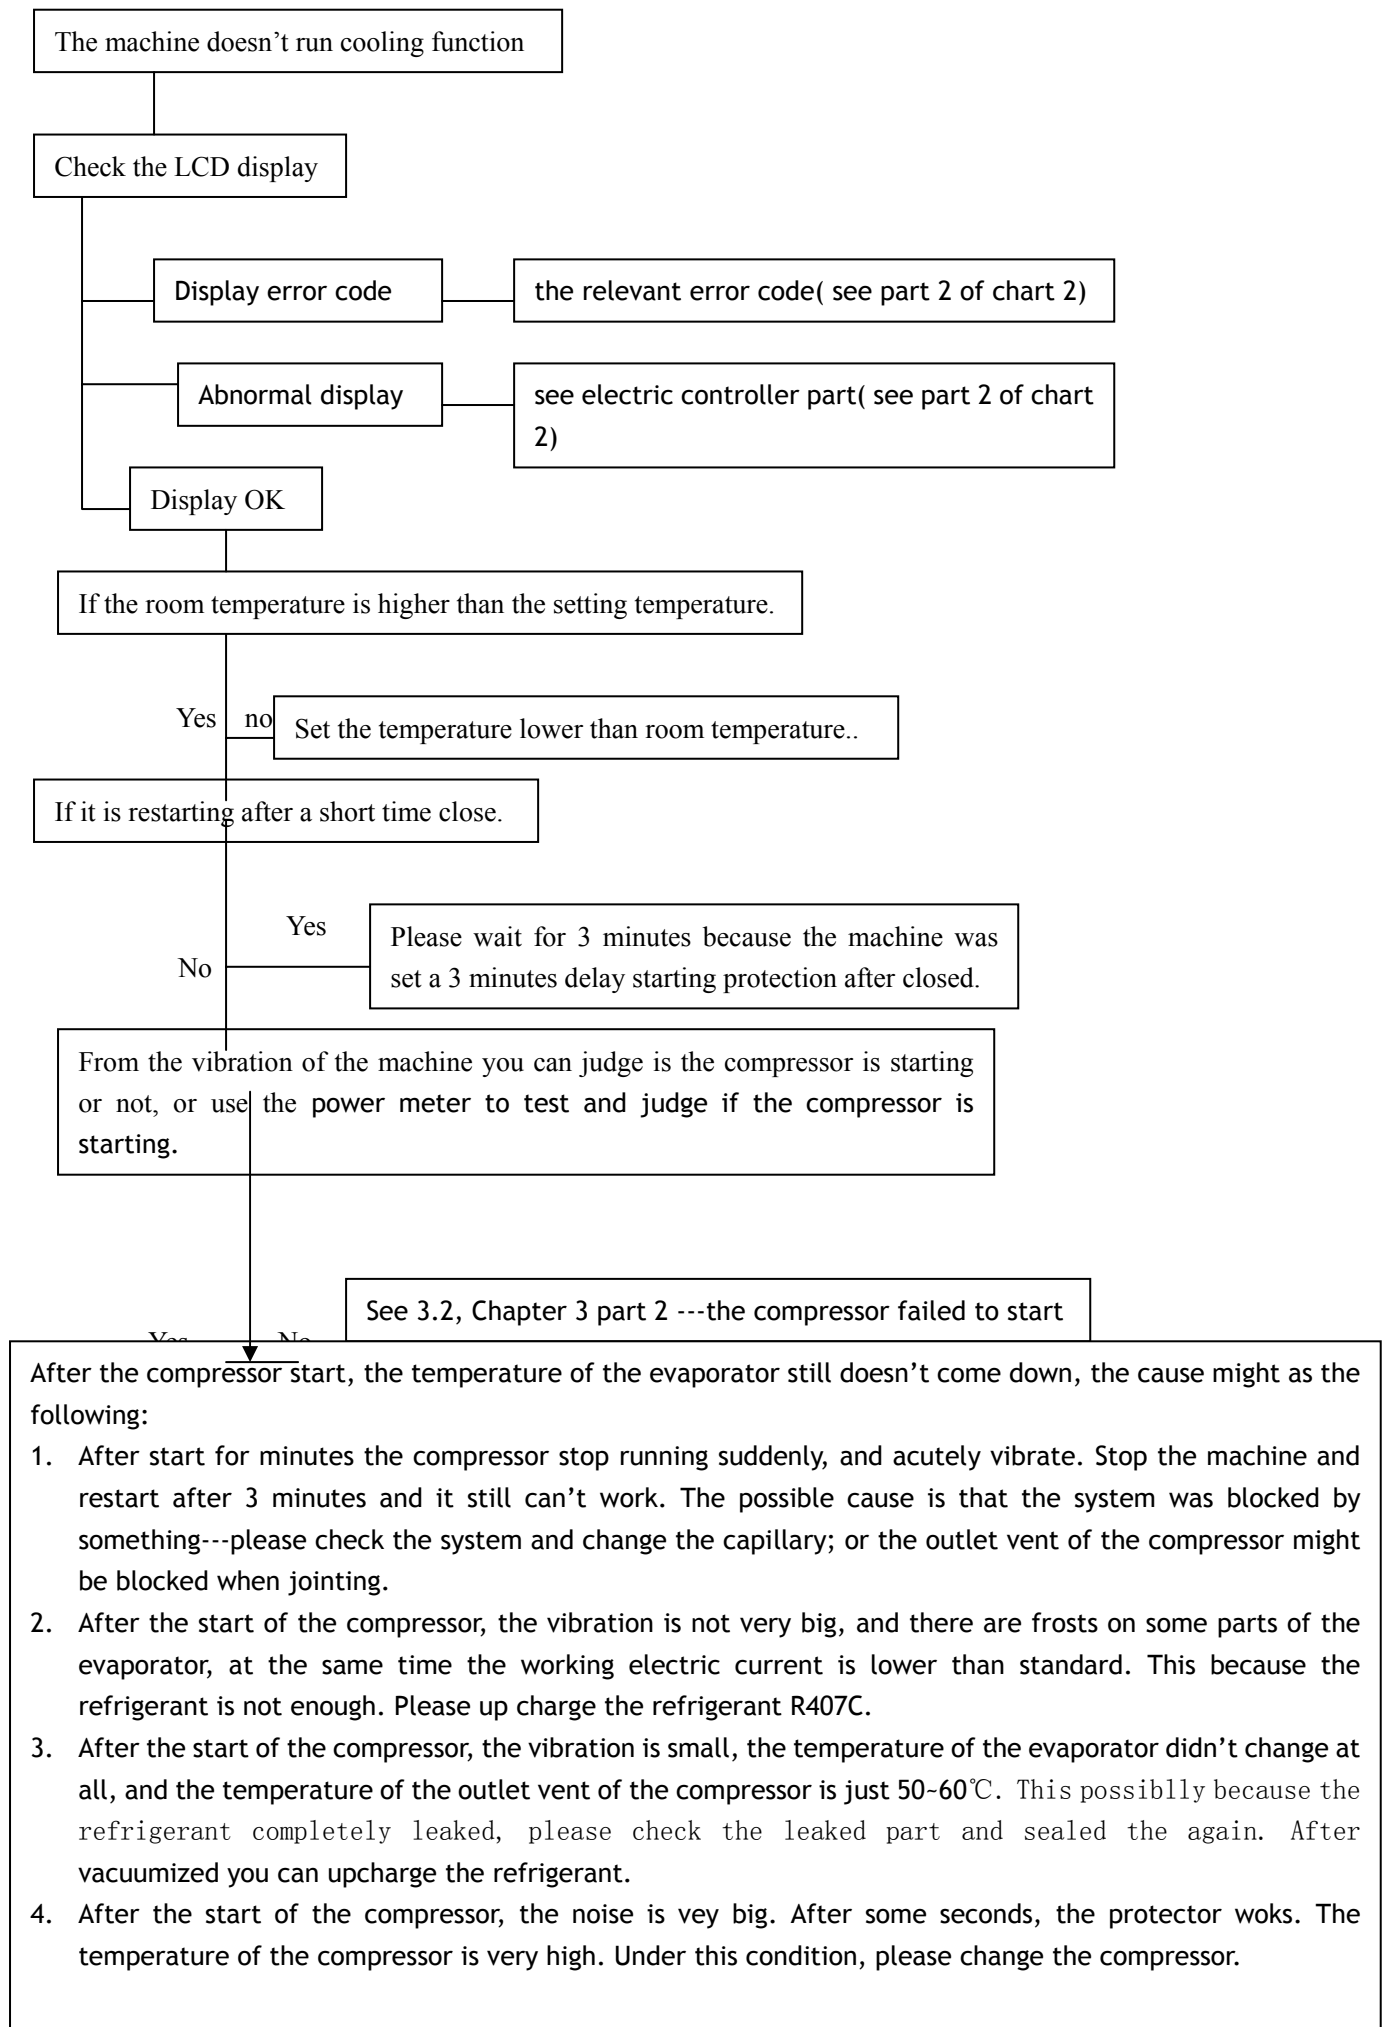 The machine doesn’t run cooling function
Check the LCD display
Display error code
the relevant error code( see part 2 of chart 2)
Abnormal display
see electric controller part( see part 2 of chart
2)
Display OK
If the room temperature is higher than the setting temperature.
Yes no
Set the temperature lower than room temperature..
If it is restarting after a short time close.
Yes
Please wait for 3 minutes because the machine was
set a 3 minutes delay starting protection after closed.
No
From the vibration of the machine you can judge is the compressor is starting
or not, or use the power meter to test and judge if the compressor is
starting.
See 3.2, Chapter 3 part 2 ---the compressor failed to start
Yes No
After the compressor start, the temperature of the evaporator still doesn’t come down, the cause might as the
following:
1. After start for minutes the compressor stop running suddenly, and acutely vibrate. Stop the machine and
restart after 3 minutes and it still can’t work. The possible cause is that the system was blocked by
something---please check the system and change the capillary; or the outlet vent of the compressor might
be blocked when jointing.
2. After the start of the compressor, the vibration is not very big, and there are frosts on some parts of the
evaporator, at the same time the working electric current is lower than standard. This because the
refrigerant is not enough. Please up charge the refrigerant R407C.
3. After the start of the compressor, the vibration is small, the temperature of the evaporator didn’t change at
all, and the temperature of the outlet vent of the compressor is just 50~60℃. This possiblly because the
refrigerant completely leaked, please check the leaked part and sealed the again. After
vacuumized you can upcharge the refrigerant.
4. After the start of the compressor, the noise is vey big. After some seconds, the protector woks. The
temperature of the compressor is very high. Under this condition, please change the compressor.